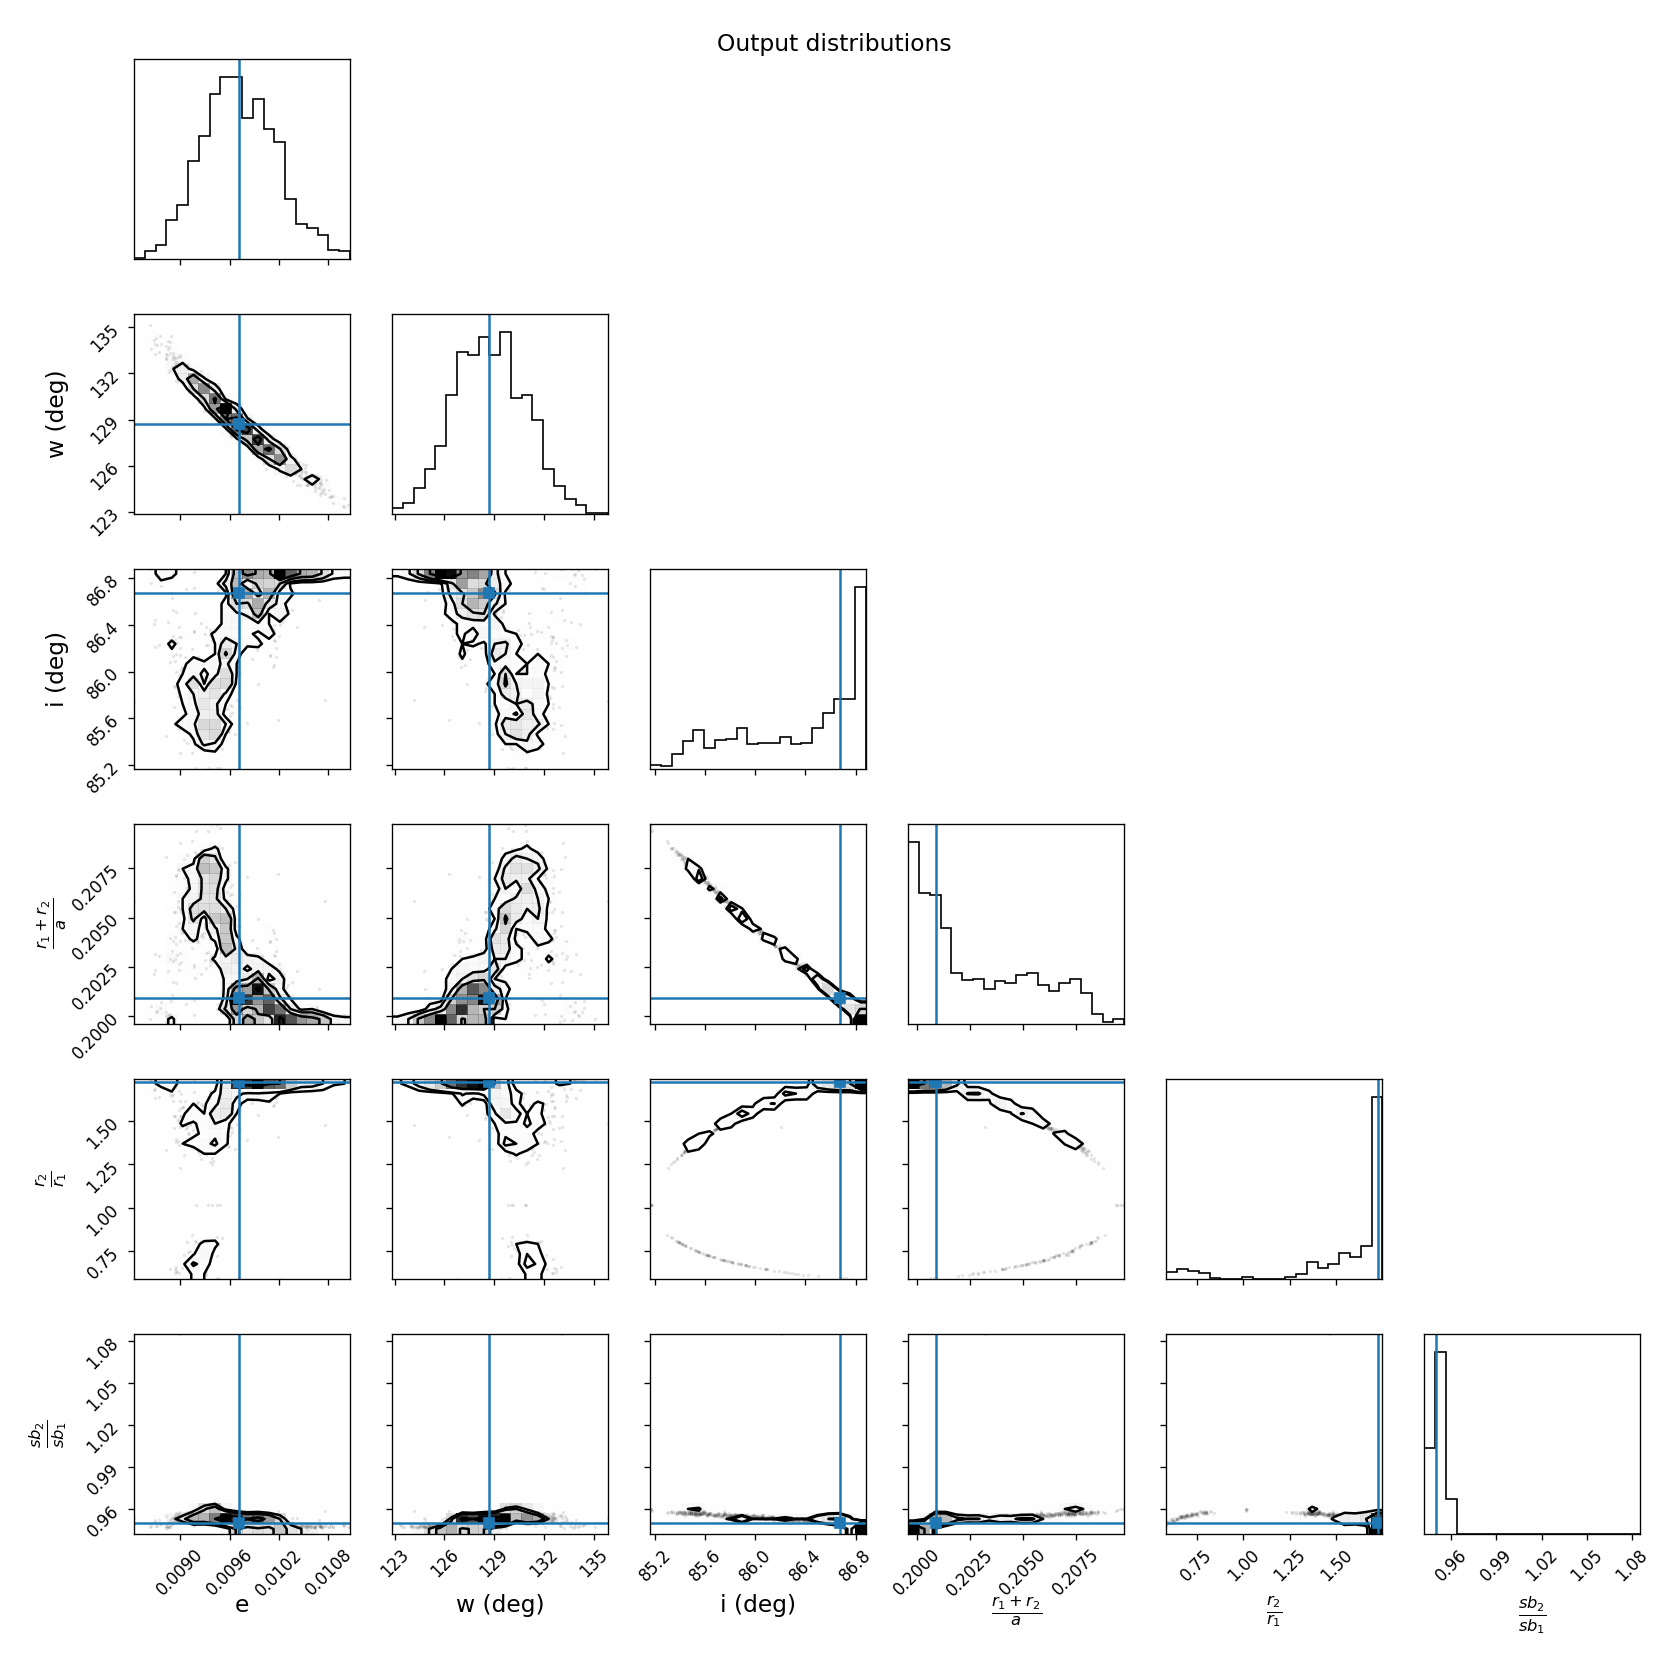 Output distributions
135
132
129
126
123
w (deg)
86.8
86.4
86.0
85.6
85.2
i (deg)
0.2075
0.2050
0.2025
0.2000
r₁ + r₂
a
1.50
1.25
1.00
0.75
r₂
r₁
1.08
1.05
1.02
0.99
0.96
sb₂
sb₁
0.0090 0.0096 0.0102 0.0108
e
123 126 129 132 135
w (deg)
85.2 85.6 86.0 86.4 86.8
i (deg)
0.2000 0.2025 0.2050 0.2075
r₁ + r₂
a
0.75 1.00 1.25 1.50
r₂
r₁
0.96 0.99 1.02 1.05 1.08
sb₂
sb₁